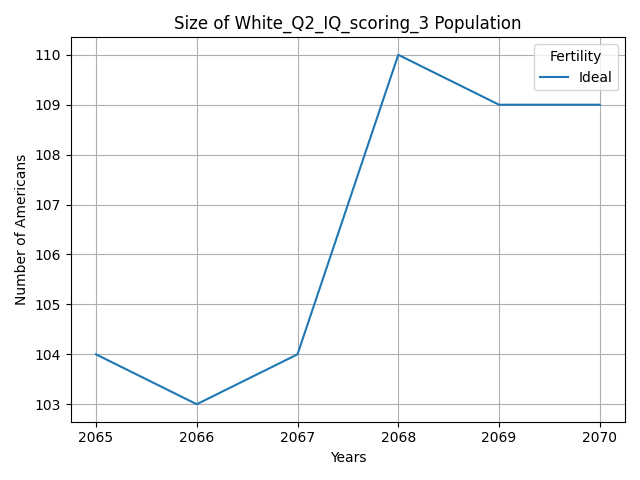 Size of White_Q2_IQ_scoring_3 Population
Fertility
Ideal
110
109
108
107
106
105
104
103
Number of Americans
2065 2066 2067 2068 2069 2070
Years